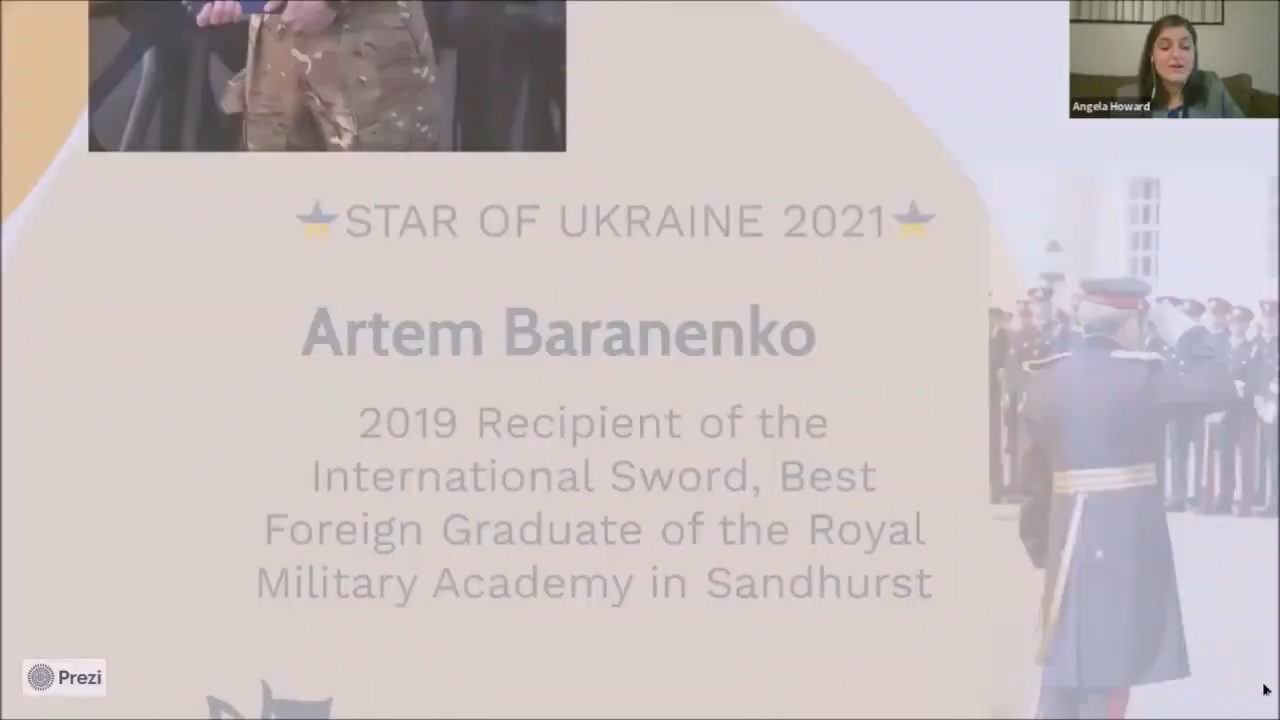 Angela Howard
STAR OF UKRAINE 2021
Artem Baranenko
2019 Recipient of the
International Sword, Best
Foreign Graduate of the Royal
Military Academy in Sandhurst
Prezi